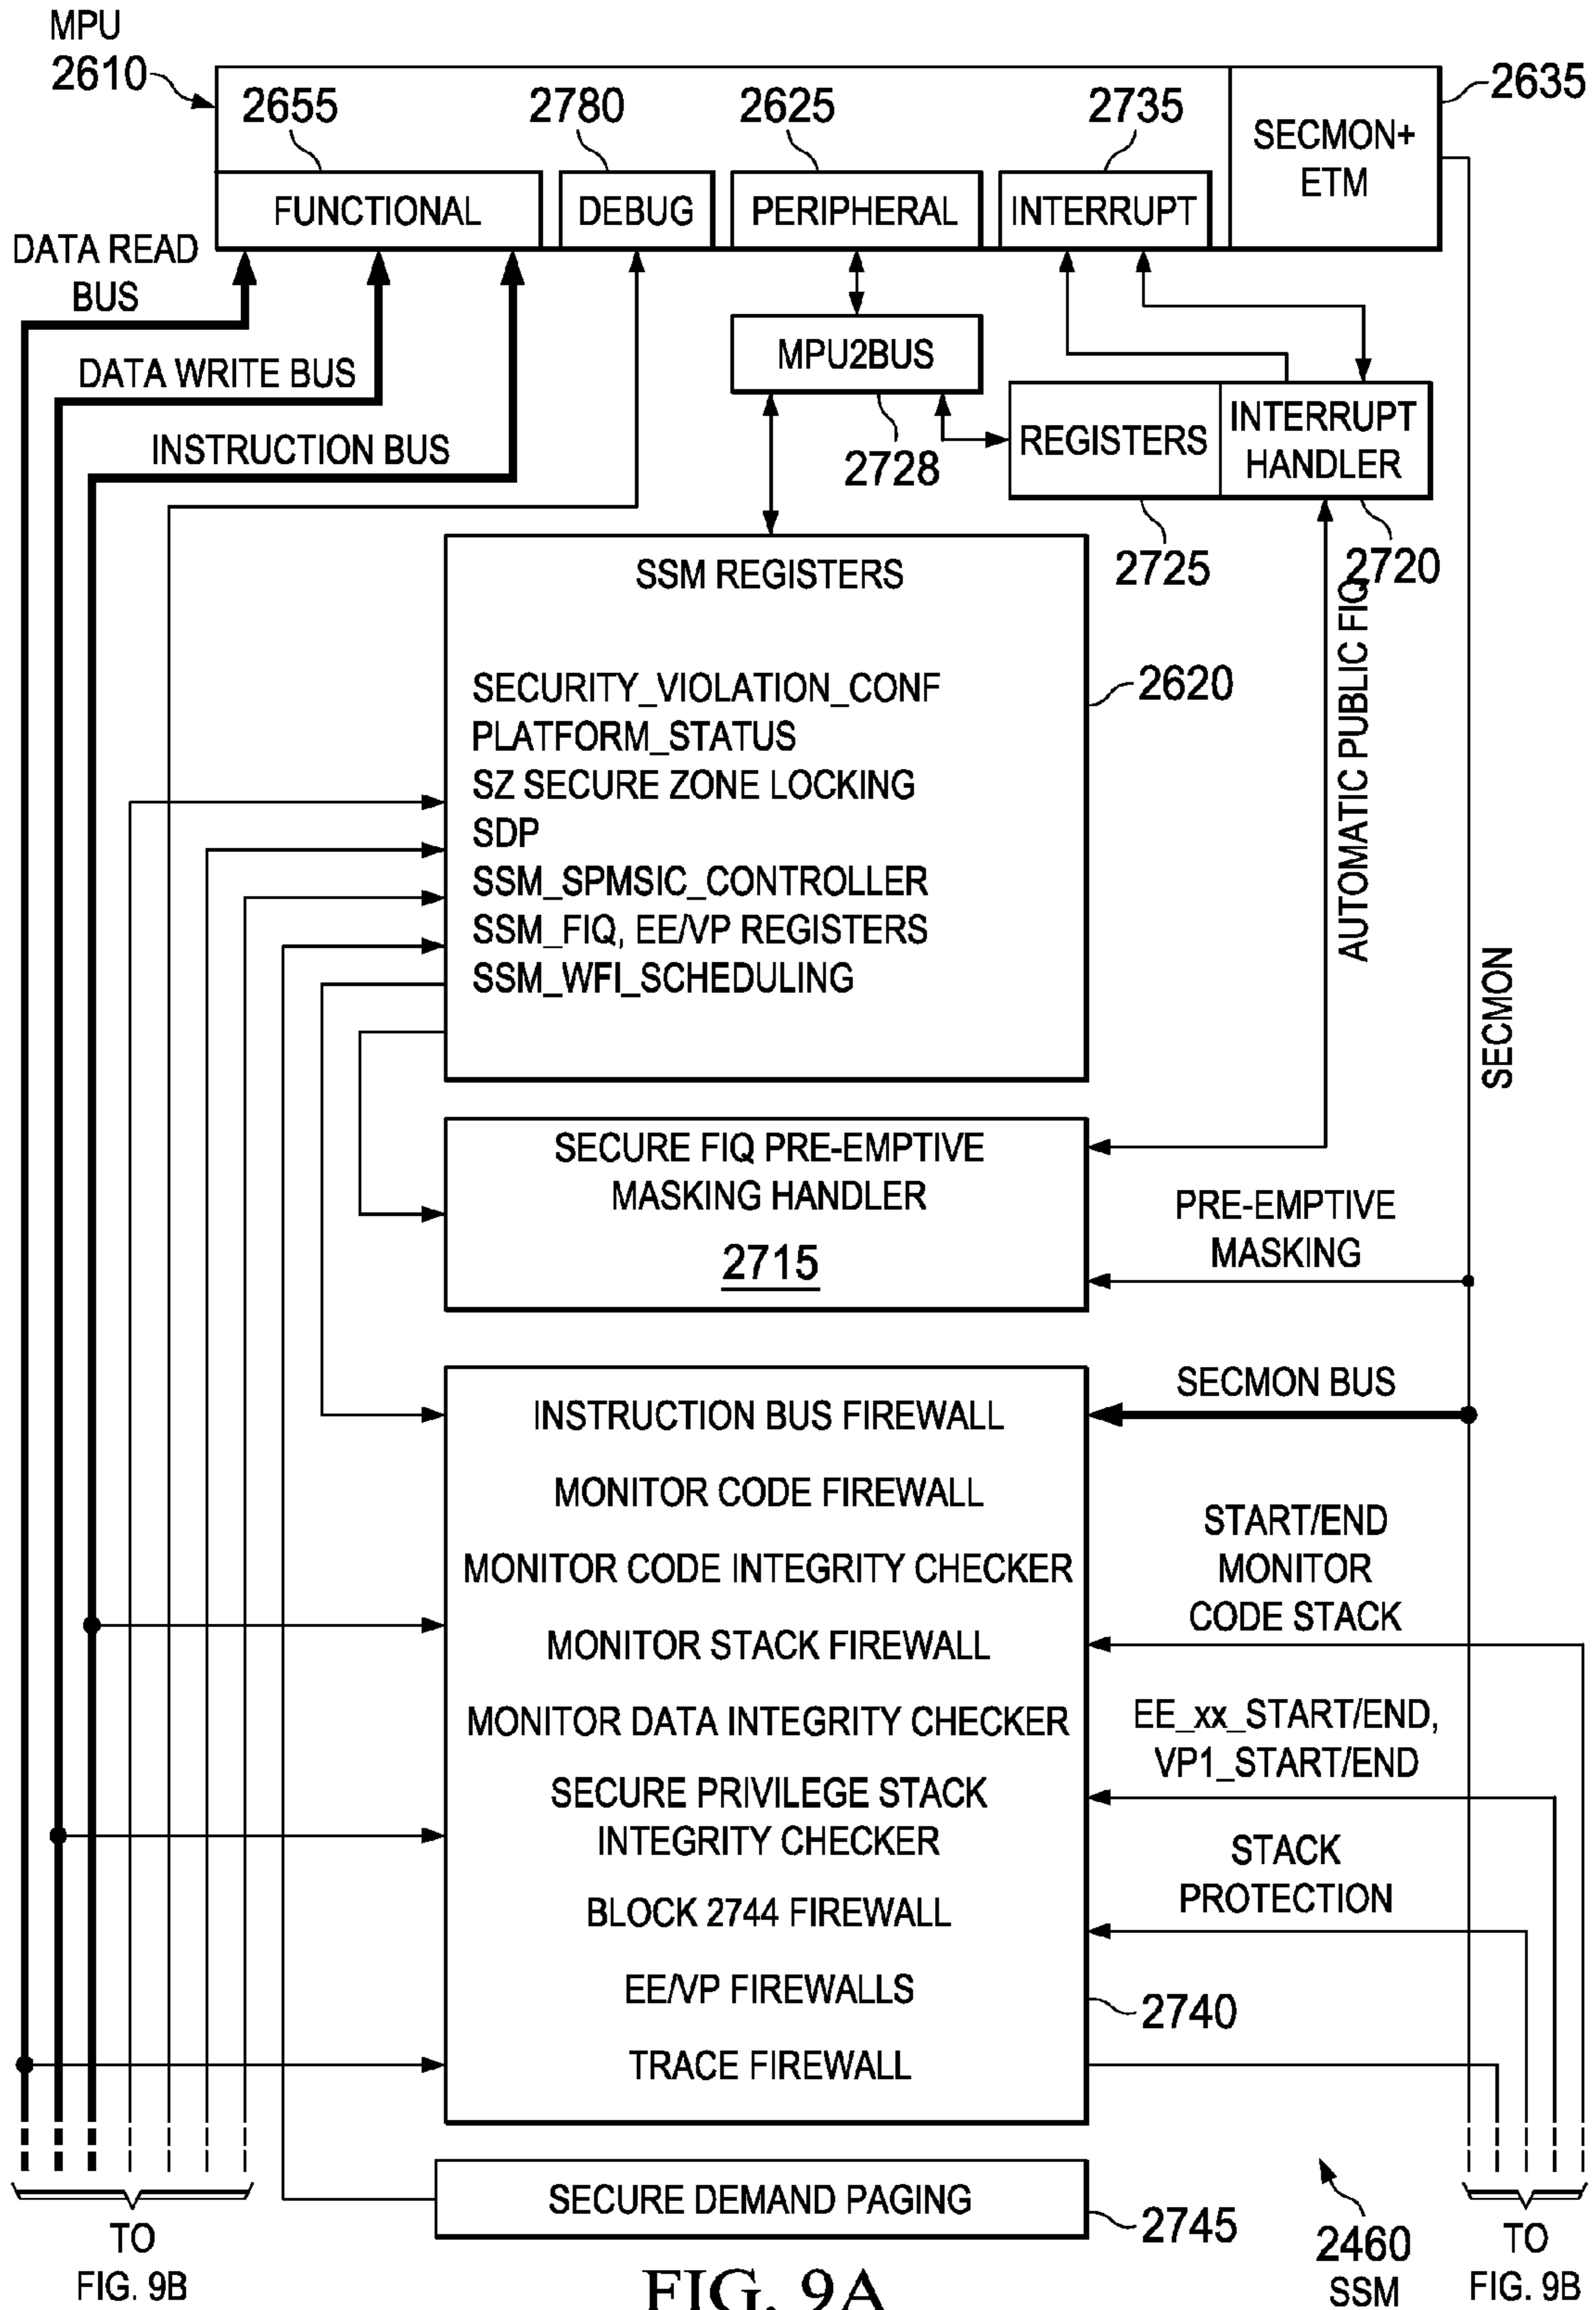 MPU
2610
2655
2780
2625
2735
2635
SECMON+
ETM
FUNCTIONAL
DEBUG
PERIPHERAL
INTERRUPT
DATA READ
BUS
MPU2BUS
DATA WRITE BUS
INSTRUCTION BUS
2728
REGISTERS
INTERRUPT
HANDLER
2725
2720
SSM REGISTERS
AUTOMATIC PUBLIC FIQ
SECURITY_VIOLATION_CONF
2620
PLATFORM_STATUS
SZ SECURE ZONE LOCKING
SDP
SSM_SPMSIC_CONTROLLER
SSM_FIQ, EE/VP REGISTERS
SSM_WFI_SCHEDULING
SECMON
SECURE FIQ PRE-EMPTIVE
MASKING HANDLER
2715
PRE-EMPTIVE
MASKING
SECMON BUS
INSTRUCTION BUS FIREWALL
MONITOR CODE FIREWALL
MONITOR CODE INTEGRITY CHECKER
START/END
MONITOR
CODE STACK
MONITOR STACK FIREWALL
MONITOR DATA INTEGRITY CHECKER
EE_xx_START/END,
VP1_START/END
SECURE PRIVILEGE STACK
INTEGRITY CHECKER
STACK
PROTECTION
BLOCK 2744 FIREWALL
EE/VP FIREWALLS
2740
TRACE FIREWALL
SECURE DEMAND PAGING
2745
TO
FIG. 9B
2460
SSM
TO
FIG. 9B
FIG. 9A